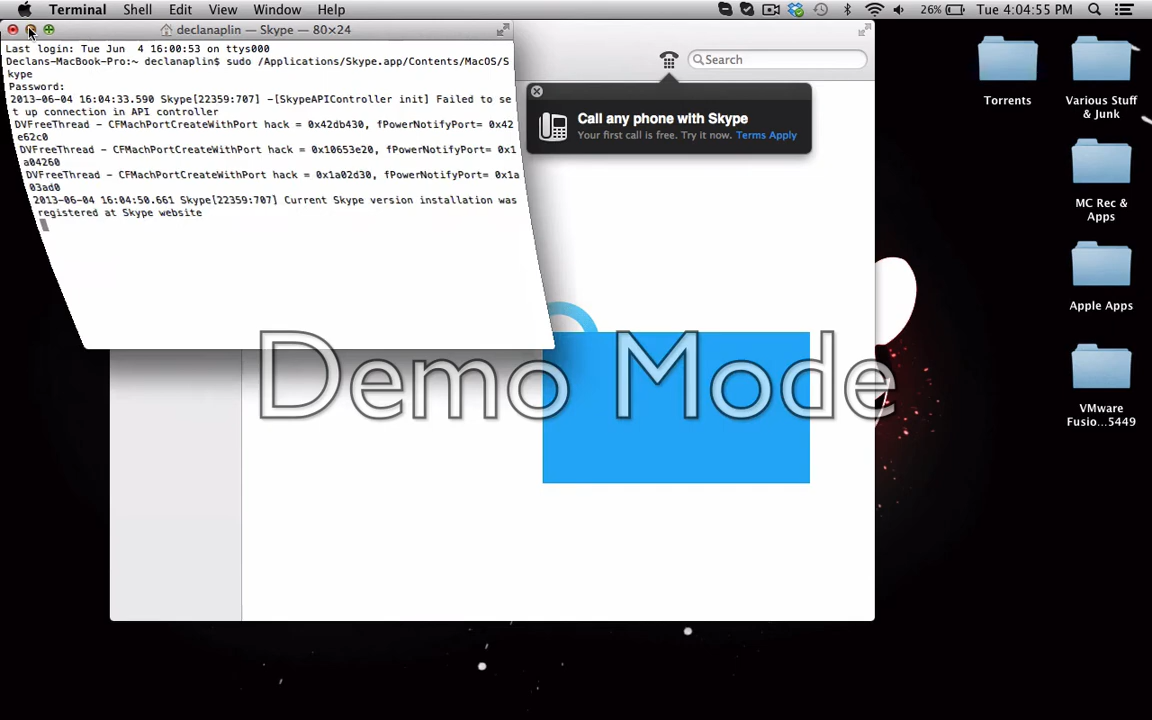 Terminal Shell Edit View Window Help
26% Tue 4:04:55 PM
declanaplin — Skype — 80×24
Last login: Tue Jun 4 16:00:53 on ttys000
Declans-MacBook-Pro:~ declanaplin$ sudo /Applications/Skype.app/Contents/MacOS/S
kype
Password:
2013-06-04 16:04:33.590 Skype[22359:707] -[SkypeAPIController init] Failed to se
t up connection in API controller
DVFreeThread - CFMachPortCreateWithPort hack = 0x42db430, fPowerNotifyPort= 0x42
e62c0
DVFreeThread - CFMachPortCreateWithPort hack = 0x10653e20, fPowerNotifyPort= 0x1
a04260
DVFreeThread - CFMachPortCreateWithPort hack = 0x1a02d30, fPowerNotifyPort= 0x1a
03ad0
2013-06-04 16:04:50.661 Skype[22359:707] Current Skype version installation was
registered at Skype website
Search
Call any phone with Skype
Your first call is free. Try it now. Terms Apply
Torrents
Various Stuff
& Junk
MC Rec &
Apps
Apple Apps
VMware
Fusio...5449
Demo Mode